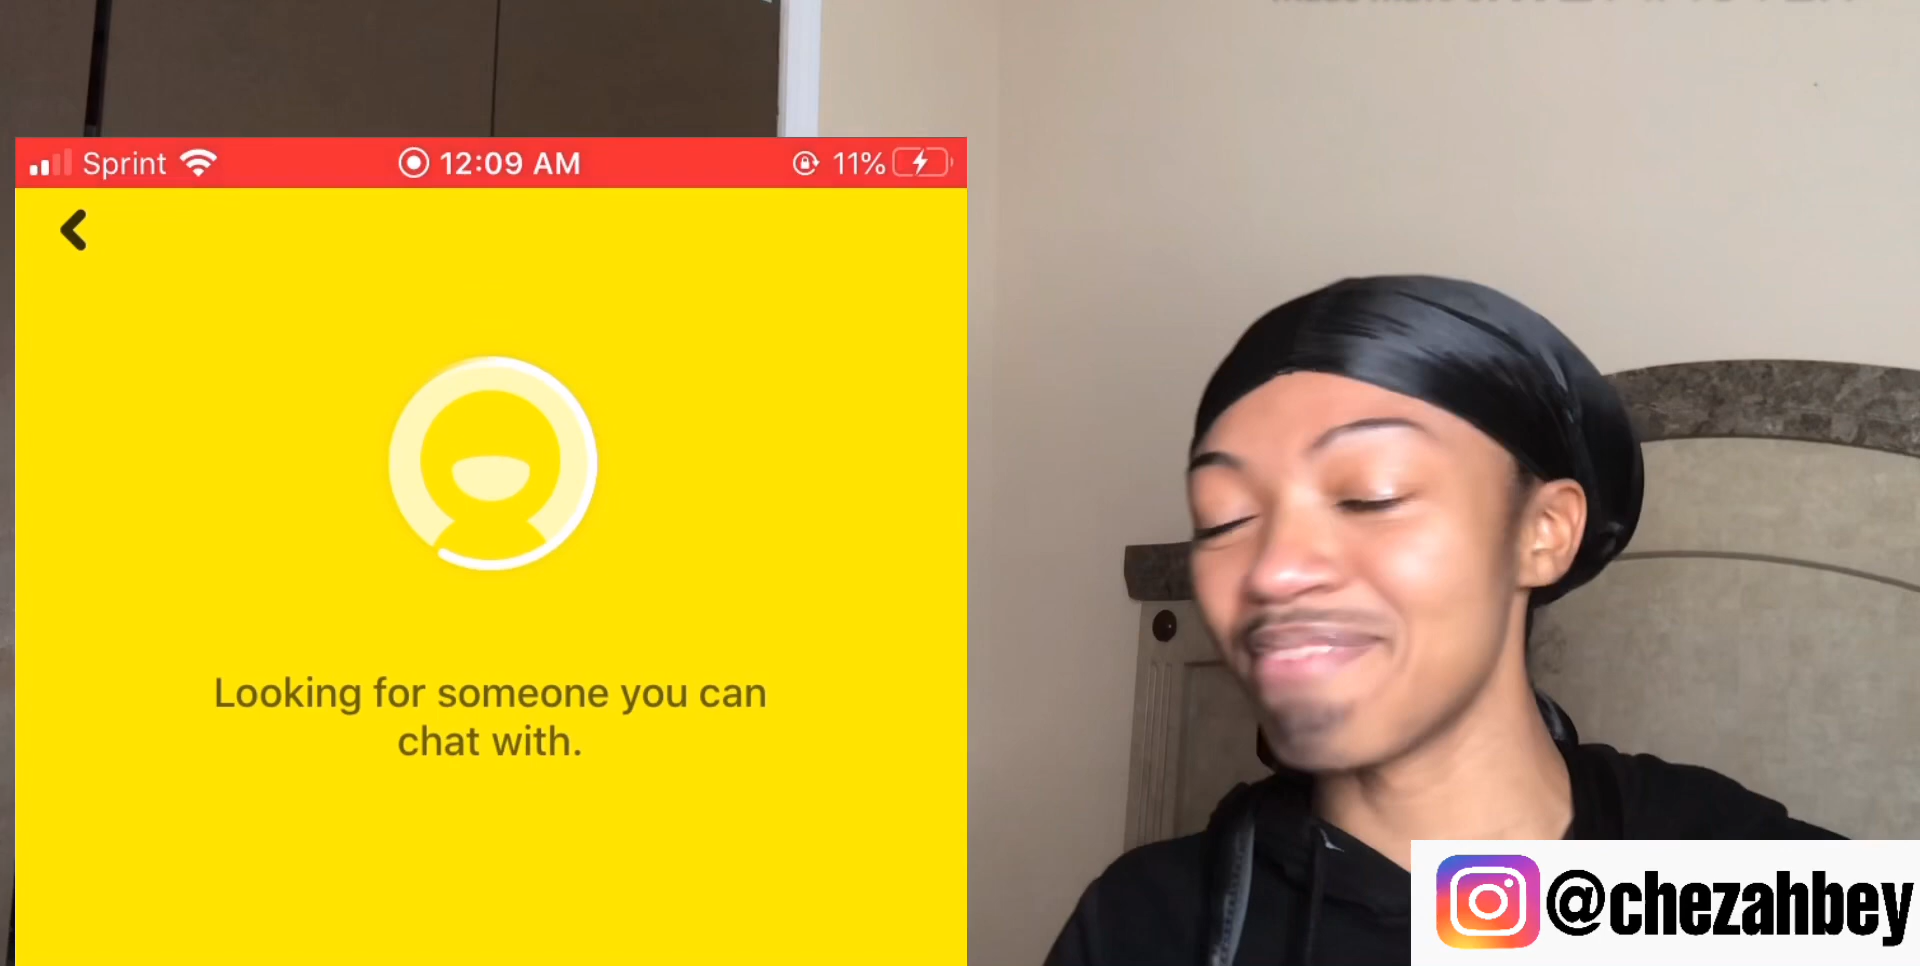 Sprint 12:09 AM 11%
Looking for someone you can
chat with.
@chezahbey